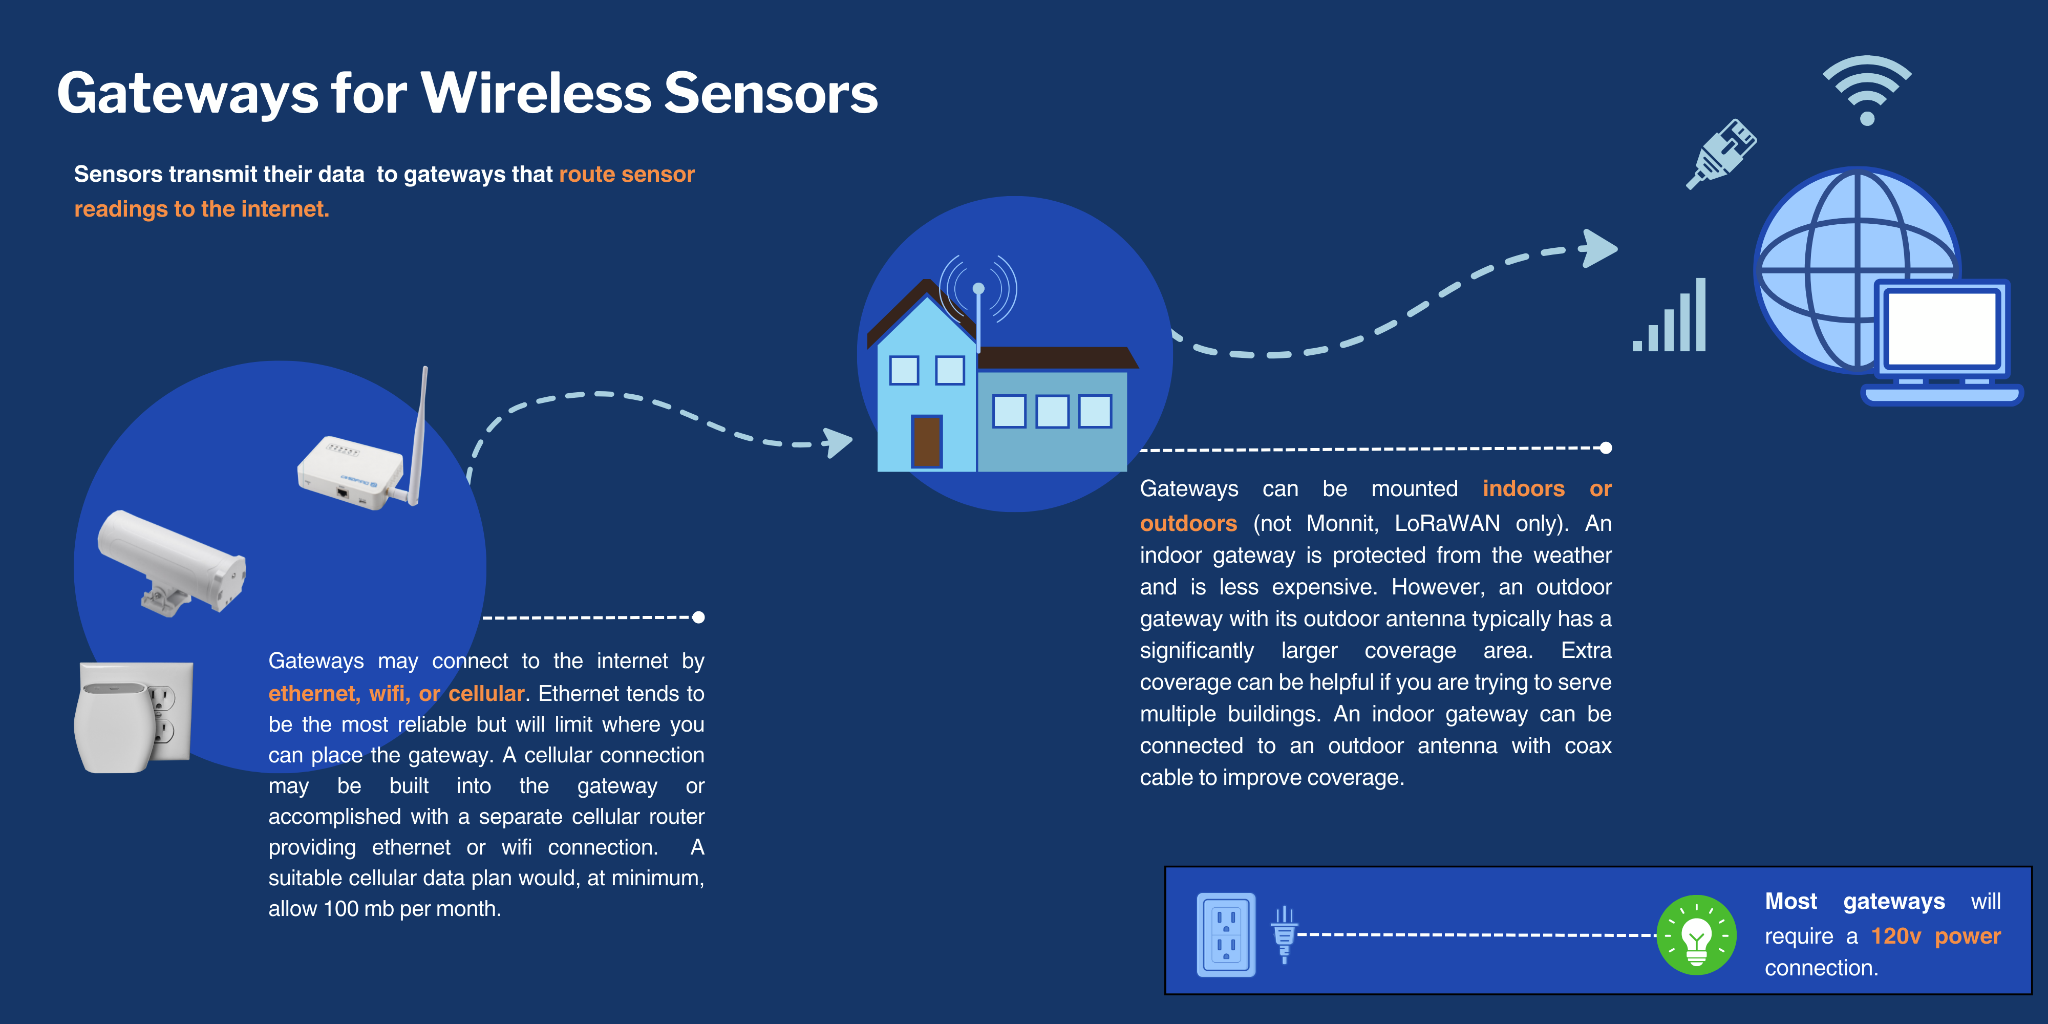 Gateways for Wireless Sensors
Sensors transmit their data  to gateways that route sensor
readings to the internet.
Gateways may connect to the internet by
ethernet, wifi, or cellular. Ethernet tends to
be the most reliable but will limit where you
can place the gateway. A cellular connection
may be built into the gateway or
accomplished with a separate cellular router
providing ethernet or wifi connection.  A
suitable cellular data plan would, at minimum,
allow 100 mb per month.
Gateways can be mounted indoors or
outdoors (not Monnit, LoRaWAN only). An
indoor gateway is protected from the weather
and is less expensive. However, an outdoor
gateway with its outdoor antenna typically has a
significantly larger coverage area. Extra
coverage can be helpful if you are trying to serve
multiple buildings. An indoor gateway can be
connected to an outdoor antenna with coax
cable to improve coverage.
Most gateways will
require a 120v power
connection.